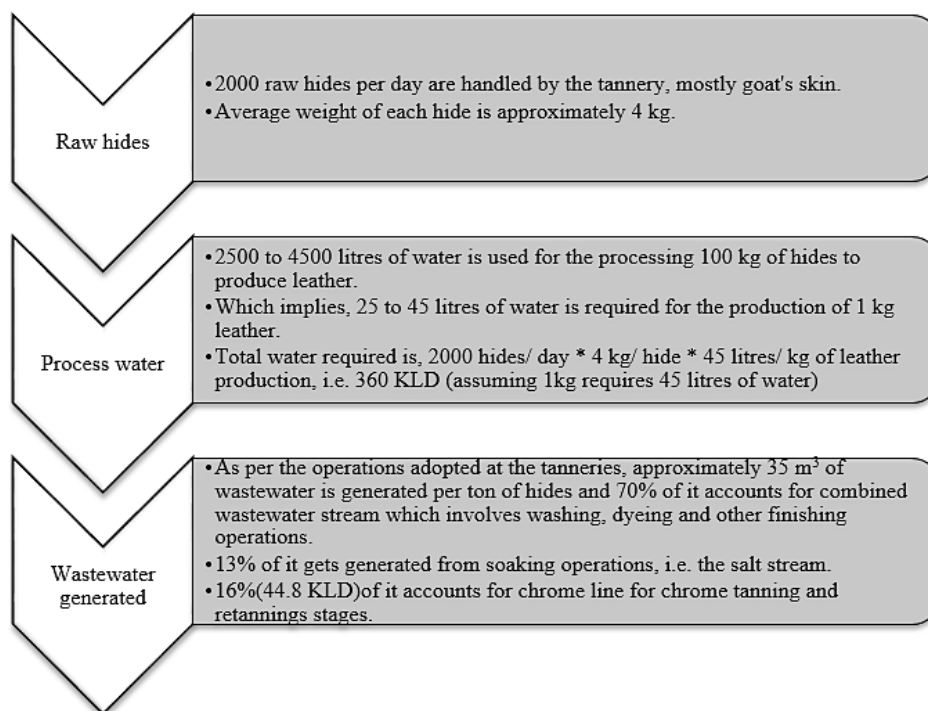 •2000 raw hides per day are handled by the tannery, mostly goat's skin.
•Average weight of each hide is approximately 4 kg.
Raw hides
•2500 to 4500 litres of water is used for the processing 100 kg of hides to
produce leather.
•Which implies, 25 to 45 litres of water is required for the production of 1 kg
leather.
•Total water required is, 2000 hides/ day * 4 kg/ hide * 45 litres/ kg of leather
production, i.e. 360 KLD (assuming 1kg requires 45 litres of water)
Process water
•As per the operations adopted at the tanneries, approximately 35 m³ of
wastewater is generated per ton of hides and 70% of it accounts for combined
wastewater stream which involves washing, dyeing and other finishing
operations.
•13% of it gets generated from soaking operations, i.e. the salt stream.
•16%(44.8 KLD)of it accounts for chrome line for chrome tanning and
retannings stages.
Wastewater
generated